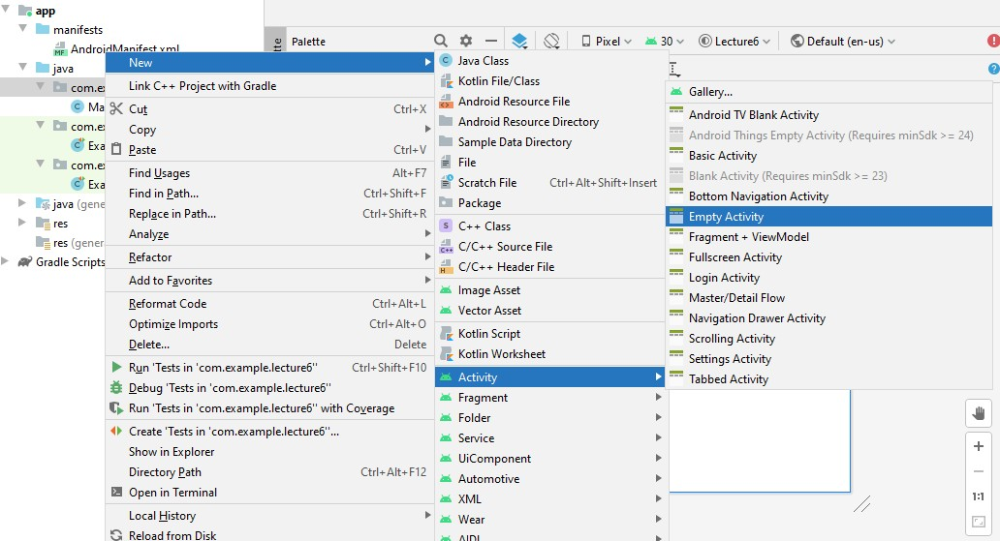 app
manifests
AndroidManifest.xml
java
com.ex
Ma
com.ex
Exa
com.ex
Exa
java (gene
res
res (gener
Gradle Scripts
Palette
Pixel
30
Lecture6
Default (en-us)
New
Link C++ Project with Gradle
Cut Ctrl+X
Copy
Paste Ctrl+V
Find Usages Alt+F7
Find in Path... Ctrl+Shift+F
Replace in Path... Ctrl+Shift+R
Analyze
Refactor
Add to Favorites
Reformat Code Ctrl+Alt+L
Optimize Imports Ctrl+Alt+O
Delete... Delete
Run 'Tests in 'com.example.lecture6'' Ctrl+Shift+F10
Debug 'Tests in 'com.example.lecture6''
Run 'Tests in 'com.example.lecture6'' with Coverage
Create 'Tests in 'com.example.lecture6''...
Show in Explorer
Directory Path Ctrl+Alt+F12
Open in Terminal
Local History
Reload from Disk
Java Class
Kotlin File/Class
Android Resource File
Android Resource Directory
Sample Data Directory
File
Scratch File Ctrl+Alt+Shift+Insert
Package
C++ Class
C/C++ Source File
C/C++ Header File
Image Asset
Vector Asset
Kotlin Script
Kotlin Worksheet
Activity
Fragment
Folder
Service
UiComponent
Automotive
XML
Wear
AIDL
Gallery...
Android TV Blank Activity
Android Things Empty Activity (Requires minSdk >= 24)
Basic Activity
Blank Activity (Requires minSdk >= 23)
Bottom Navigation Activity
Empty Activity
Fragment + ViewModel
Fullscreen Activity
Login Activity
Master/Detail Flow
Navigation Drawer Activity
Scrolling Activity
Settings Activity
Tabbed Activity
1:1